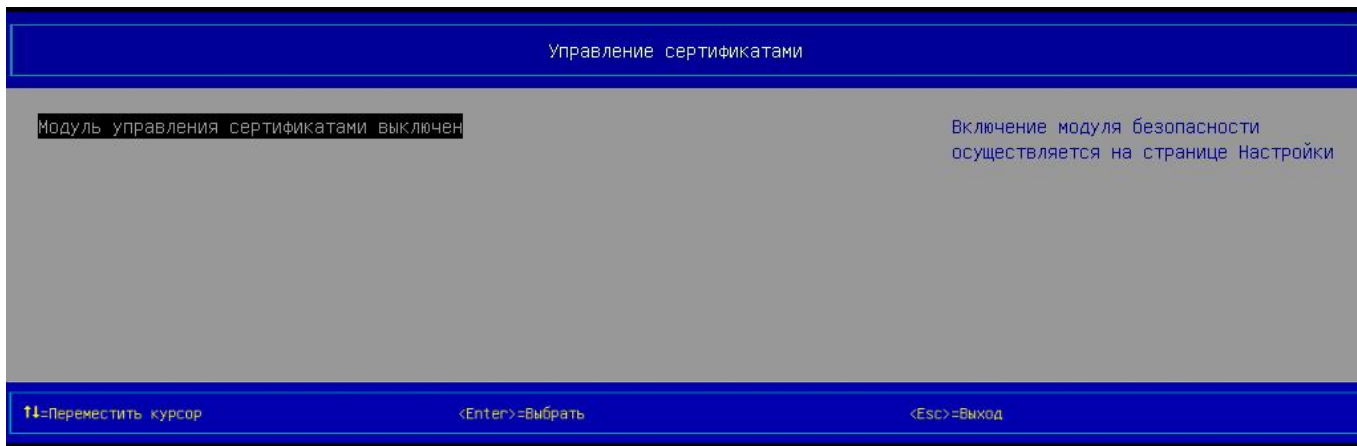 Управление сертификатами
Модуль управления сертификатами выключен
Включение модуля безопасности
осуществляется на странице Настройки
↑↓=Переместить курсор <Enter>=Выбрать <Esc>=Выход